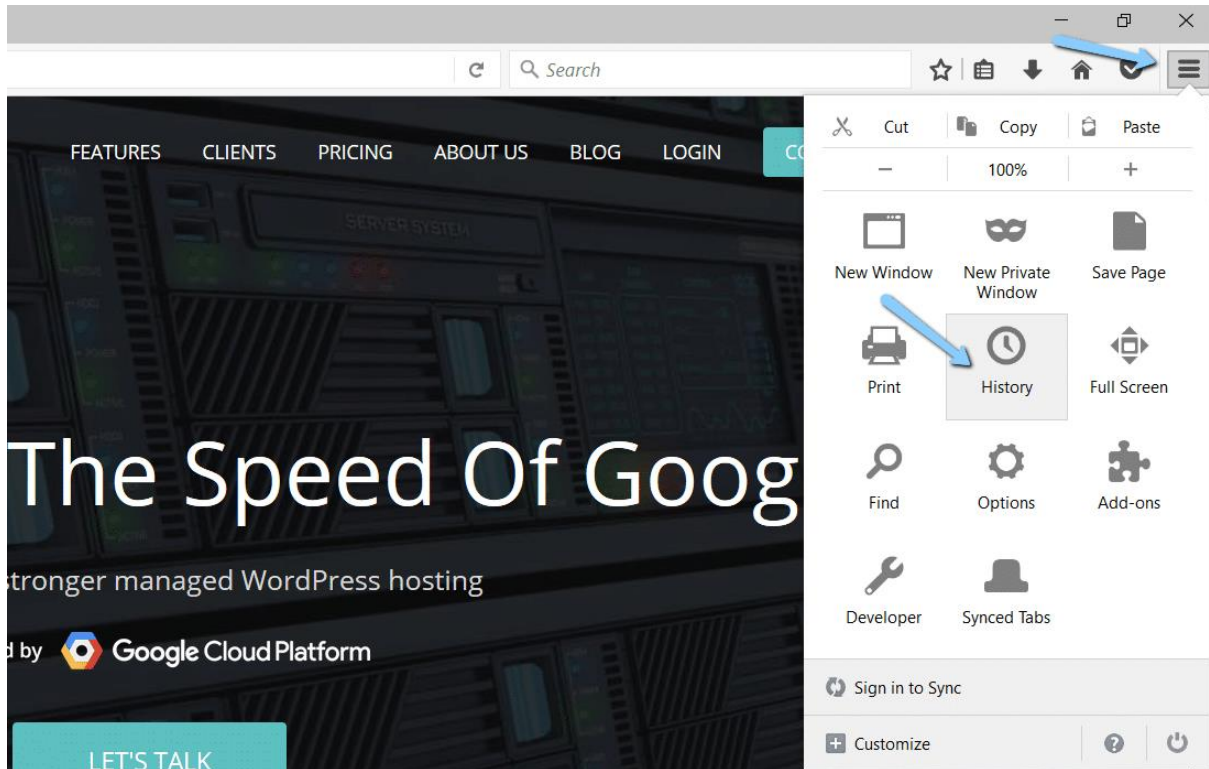 Search
FEATURES CLIENTS PRICING ABOUT US BLOG LOGIN
SERVER SYSTEM
The Speed Of Goog
stronger managed WordPress hosting
d by Google Cloud Platform
LET'S TALK
Cut Copy Paste
100%
New Window New Private Window Save Page
Print History Full Screen
Find Options Add-ons
Developer Synced Tabs
Sign in to Sync
Customize